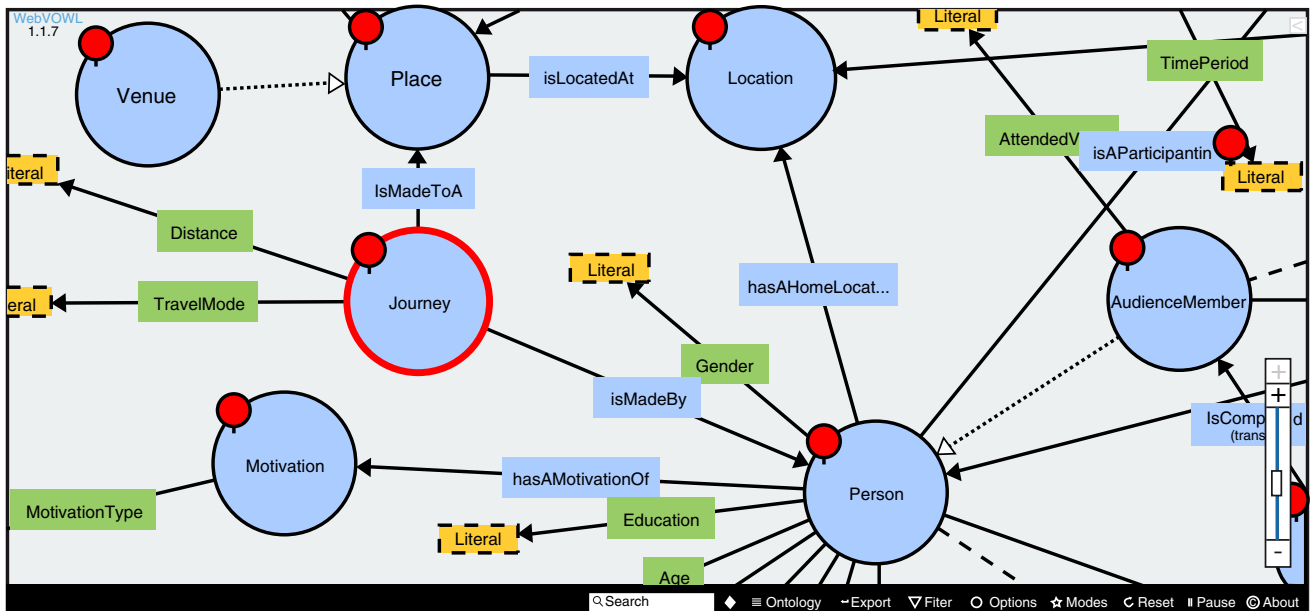 WebVOWL
1.1.7
Venue
Place
isLocatedAt
Location
Literal
<
TimePeriod
AttendedV
isAParticipantin
Literal
iteral
IsMadeToA
Distance
Literal
hasAHomeLocat...
Journey
TravelMode
eral
AudienceMember
Gender
isMadeBy
+
+
IsComp d
(trans
Motivation
hasAMotivationOf
Person
MotivationType
Education
Literal
Age
-
Search
Ontology
Export
Fiter
Options
Modes
Reset
Pause
© About